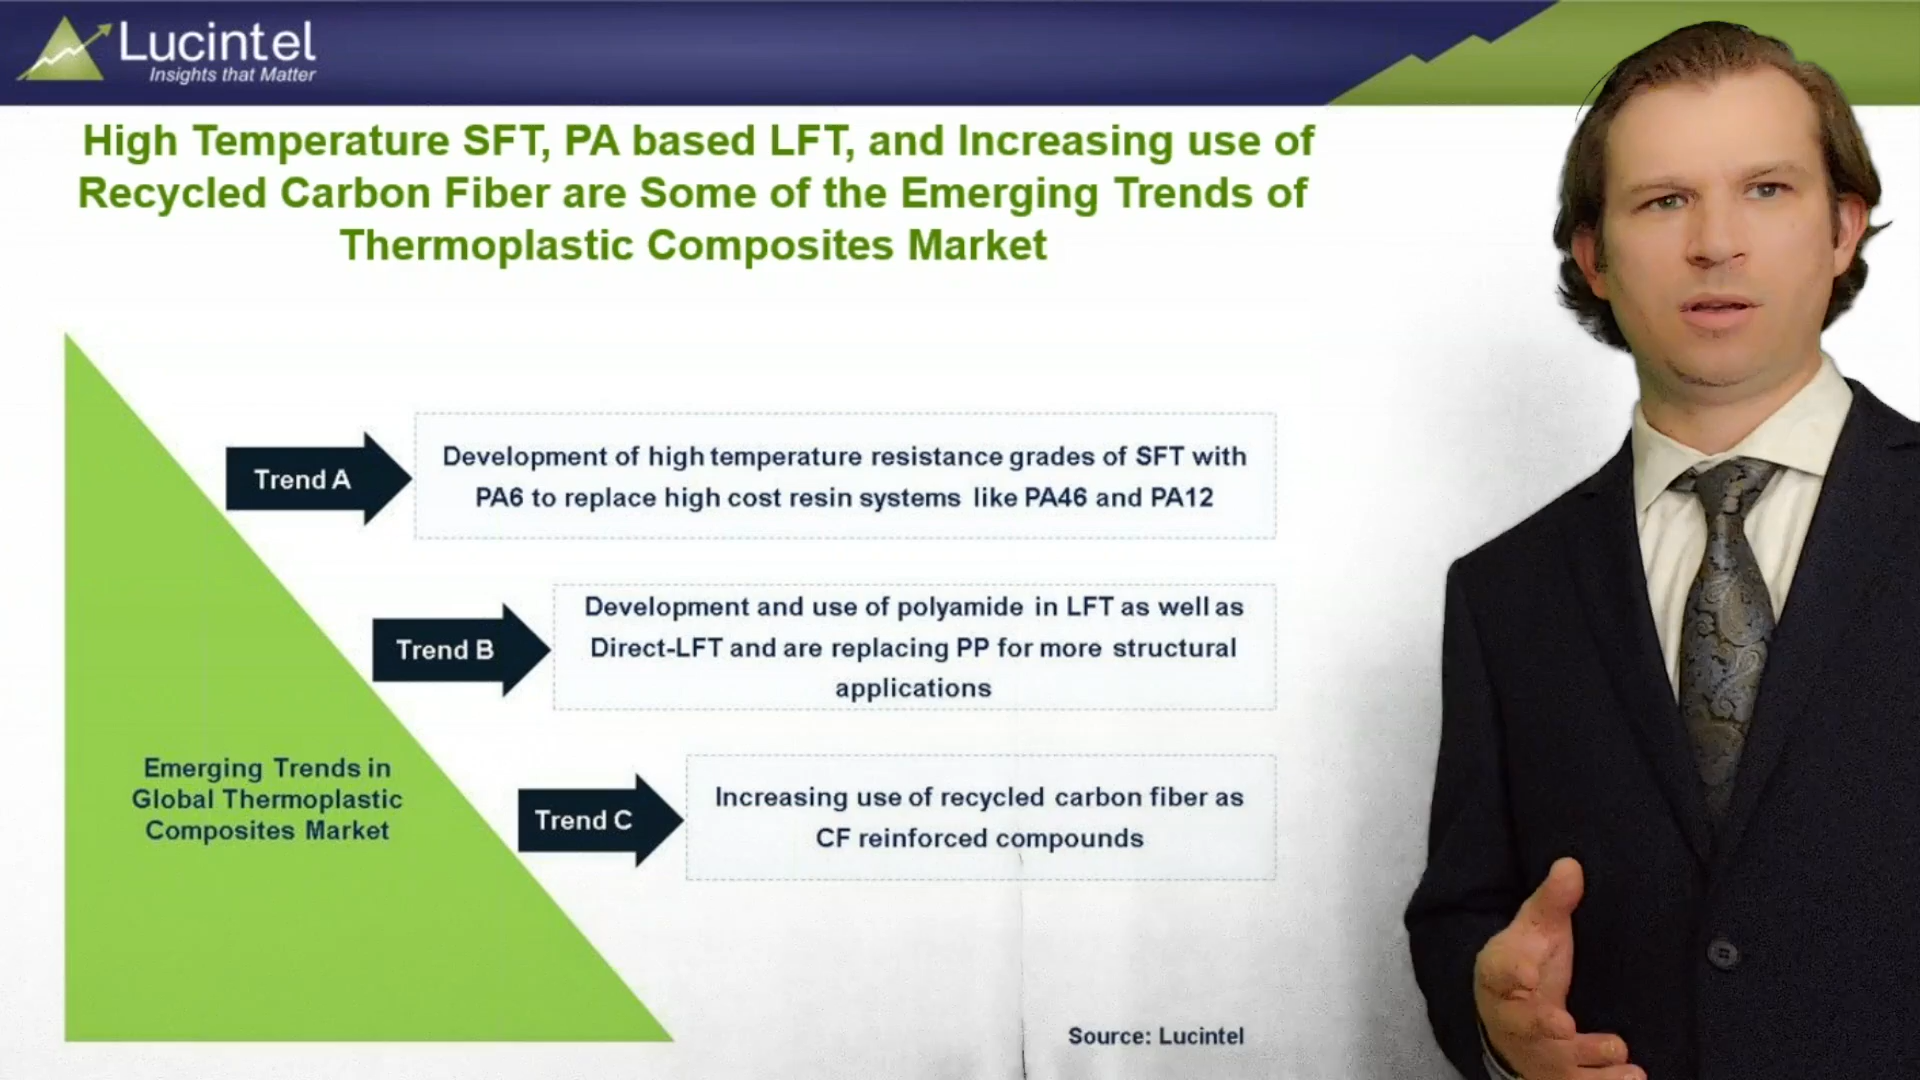 Lucintel
Insights that Matter
High Temperature SFT, PA based LFT, and Increasing use of
Recycled Carbon Fiber are Some of the Emerging Trends of
Thermoplastic Composites Market
Trend A
Development of high temperature resistance grades of SFT with
PA6 to replace high cost resin systems like PA46 and PA12
Trend B
Development and use of polyamide in LFT as well as
Direct-LFT and are replacing PP for more structural
applications
Emerging Trends in
Global Thermoplastic
Composites Market
Trend C
Increasing use of recycled carbon fiber as
CF reinforced compounds
Source: Lucintel